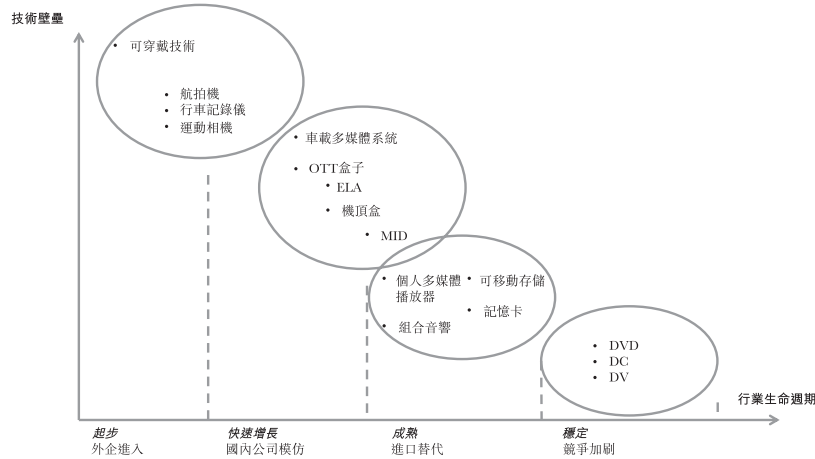 技術壁壘
可穿戴技術
航拍機
行車記錄儀
運動相機
車載多媒體系統
OTT盒子
ELA
機頂盒
MID
個人多媒體
播放器
可移動存儲
組合音響
記憶卡
DVD
DC
DV
行業生命週期
起步
外企進入
快速增長
國內公司模仿
成熟
進口替代
穩定
競爭加剧